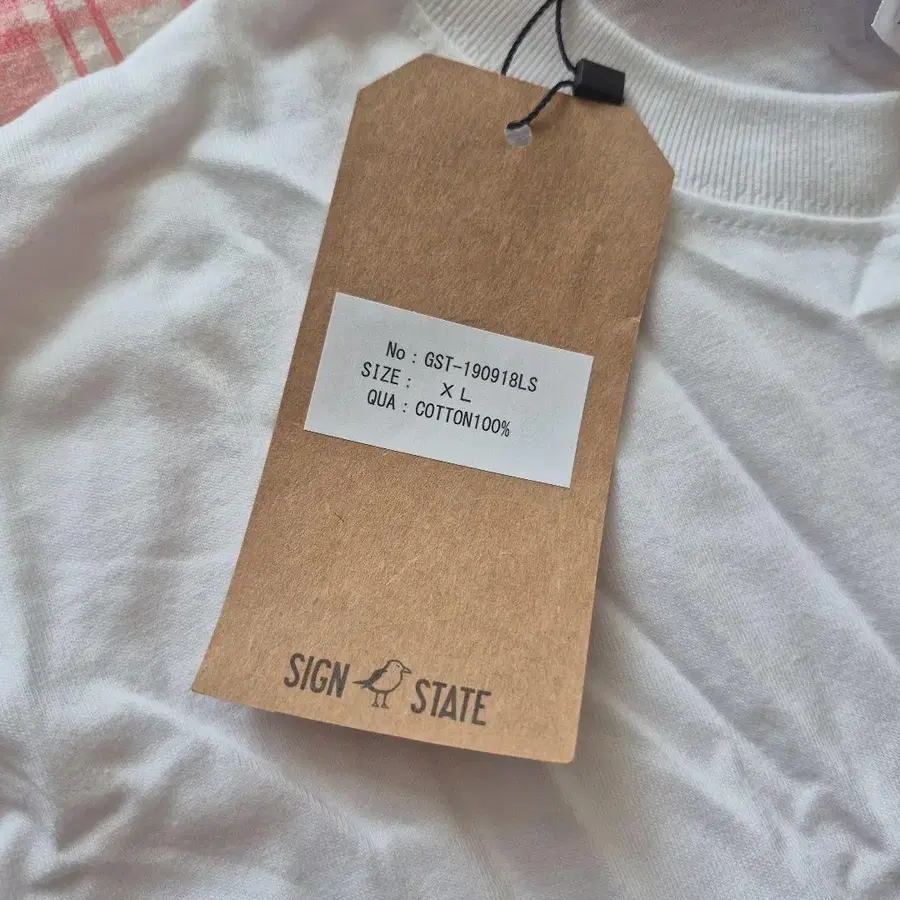 No : GST-190918LS
SIZE : XL
QUA : COTTON100%
SIGN STATE